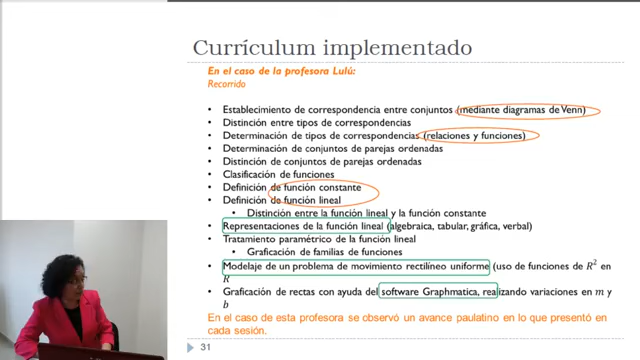 Currículum implementado
En el caso de la profesora Lulú:
Recorrido
• Establecimiento de correspondencia entre conjuntos (mediante diagramas de Venn)
• Distinción entre tipos de correspondencias
• Determinación de tipos de correspondencias (relaciones y funciones)
• Determinación de conjuntos de parejas ordenadas
• Distinción de conjuntos de parejas ordenadas
• Clasificación de funciones
• Definición de función constante
• Definición de función lineal
• Distinción entre la función lineal y la función constante
• Representaciones de la función lineal (algebraica, tabular, gráfica, verbal)
• Tratamiento paramétrico de la función lineal
• Graficación de familias de funciones
• Modelaje de un problema de movimiento rectilíneo uniforme (uso de funciones de R² en
R
• Graficación de rectas con ayuda del software Graphmatica, realizando variaciones en m y
b
En el caso de esta profesora se observó un avance paulatino en lo que presentó en
cada sesión.
31